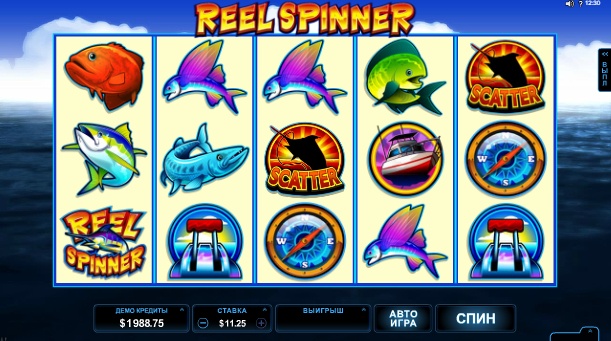 REEL SPINNER
? 12:30
<<
ВЫПЛ
SCATTER
W
E
S
SCATTER
REEL
SPINNER
W
E
S
ДЕМО КРЕДИТЫ
$1988.75
СТАВКА
$11.25
ВЫИГРЫШ
АВТО
ИГРА
СПИН